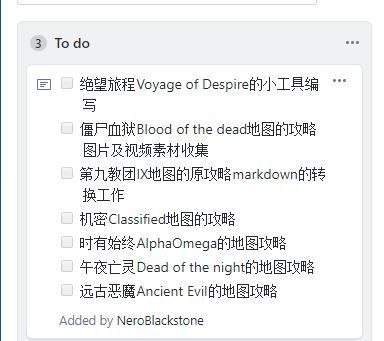 3 To do
绝望旅程Voyage of Despire的小工具编
写
僵尸血狱Blood of the dead地图的攻略
图片及视频素材收集
第九教团IX地图的原攻略markdown的转
换工作
机密Classified地图的攻略
时有始终AlphaOmega的地图攻略
午夜亡灵Dead of the night的地图攻略
远古恶魔Ancient Evil的地图攻略
Added by NeroBlackstone